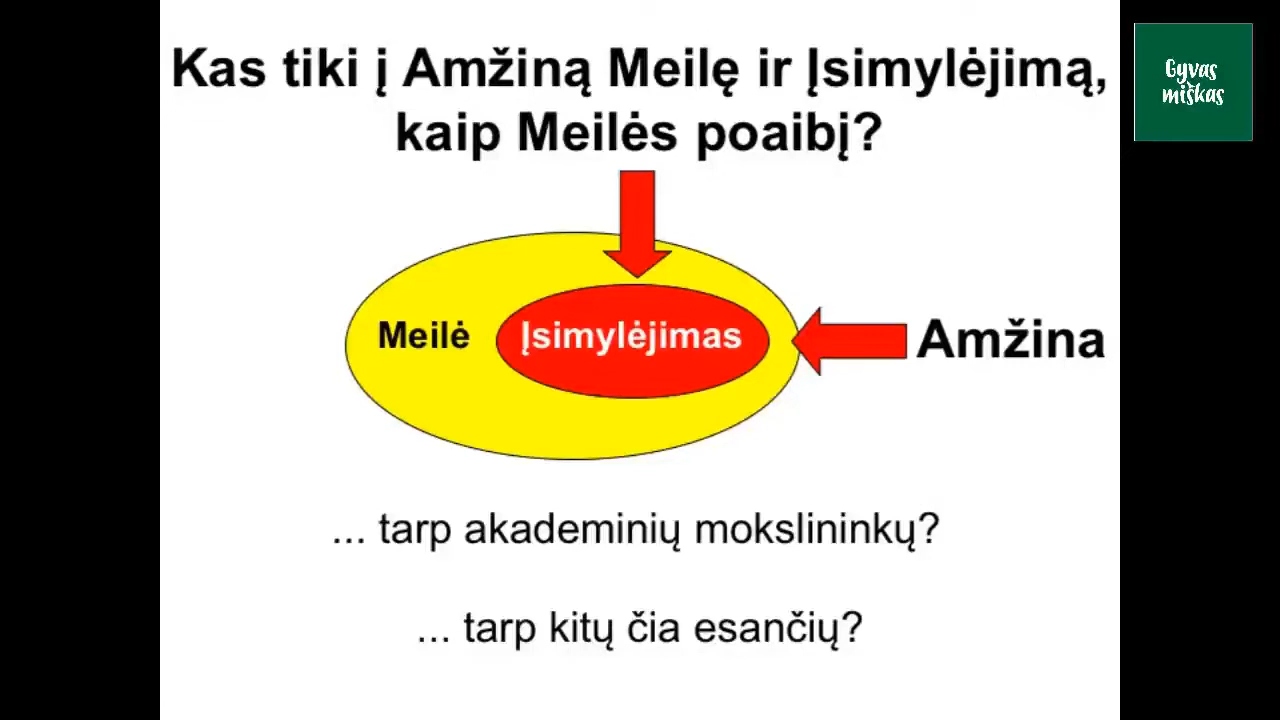 Kas tiki į Amžiną Meilę ir Įsimylėjimą,
kaip Meilės poaibį?
Gyvas
miškas
Meilė
Įsimylėjimas
Amžina
... tarp akademinių mokslininkų?
... tarp kitų čia esančių?